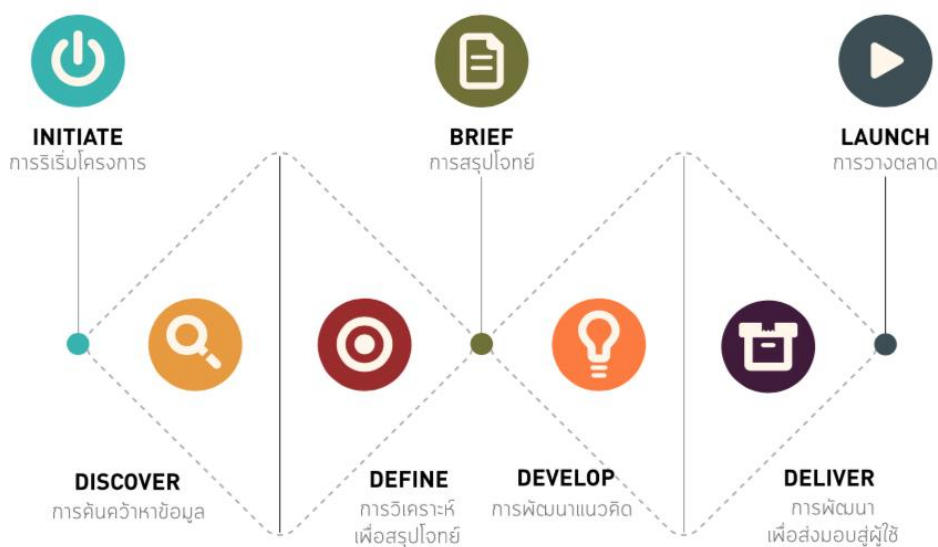 INITIATE
การริเริ่มโครงการ
BRIEF
การสรุปโจทย์
LAUNCH
การวางตลาด
DISCOVER
การค้นคว้าหาข้อมูล
DEFINE
การวิเคราะห์
เพื่อสรุปโจทย์
DEVELOP
การพัฒนาแนวคิด
DELIVER
การพัฒนา
เพื่อส่งมอบสู่ผู้ใช้